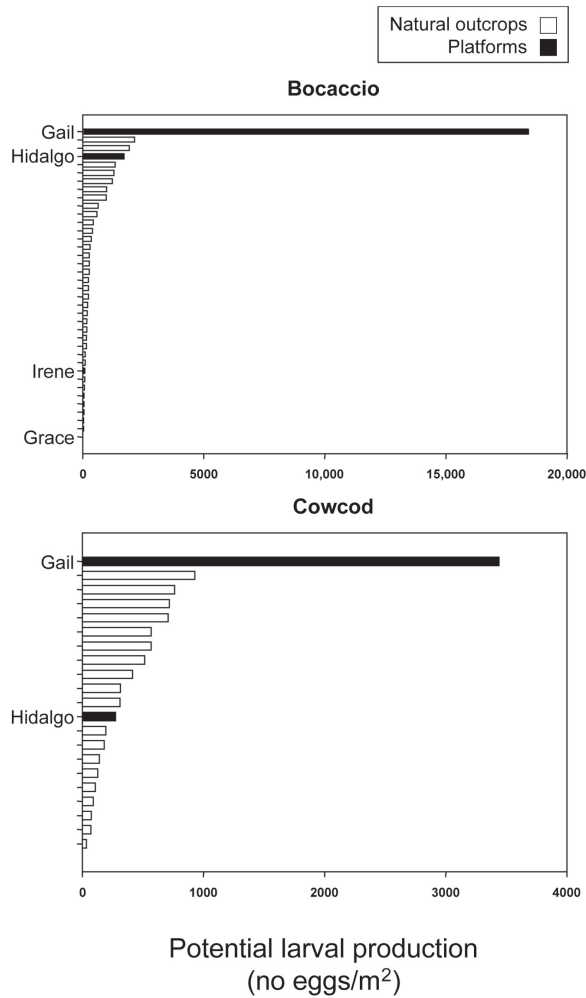 Natural outcrops
Platforms
Bocaccio
Gail
Hidalgo
Irene
Grace
0 5000 10,000 15,000 20,000
Cowcod
Gail
Hidalgo
0 1000 2000 3000 4000
Potential larval production
(no eggs/m²)